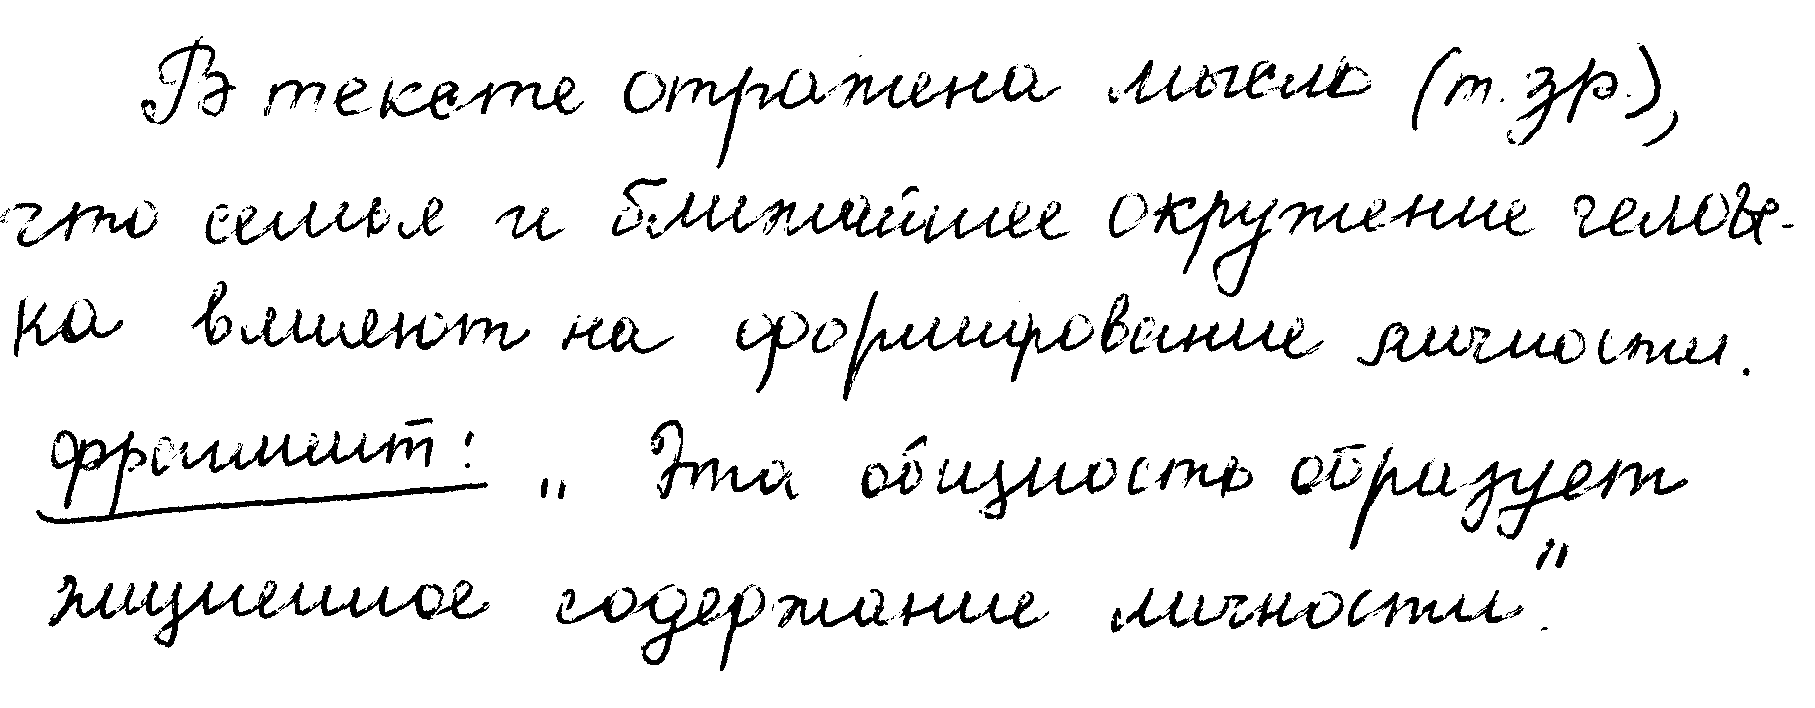 В тексте отражена мысль (т.зр.),
что семья и ближайшее окружение челове-
ка влияют на формирование личности.
фрагмент: „Эта общность образует
жизненное содержание личности".